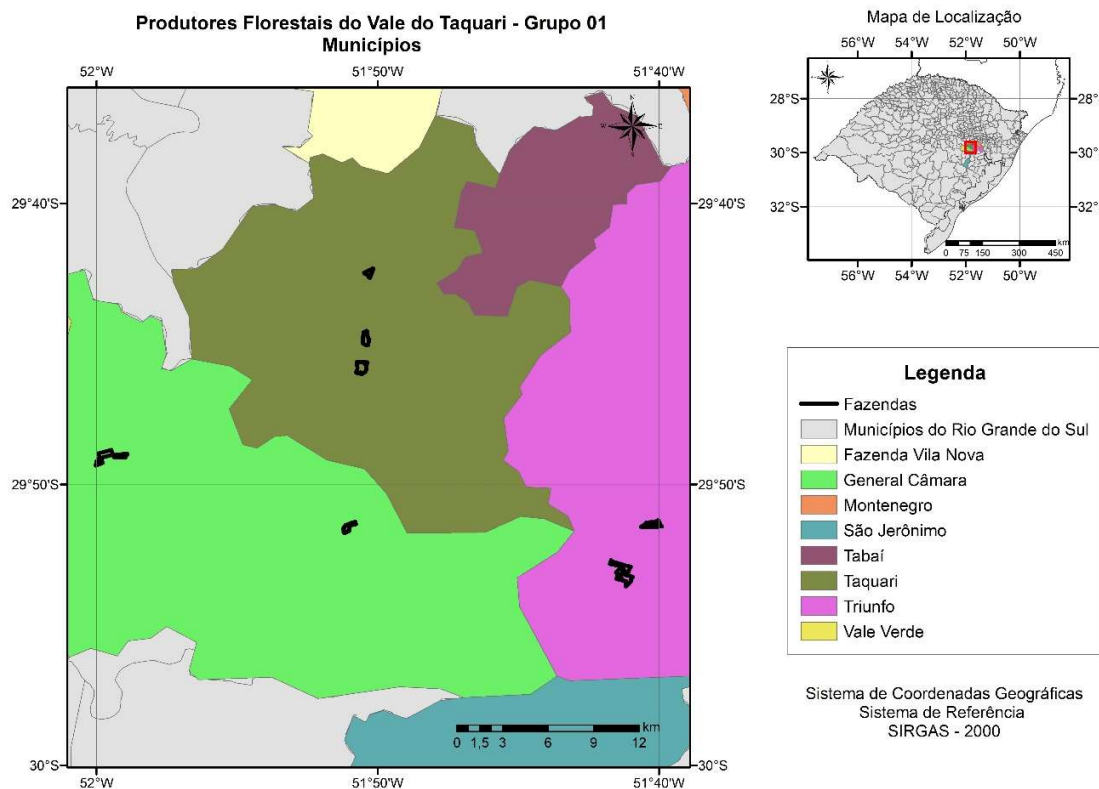 Produtores Florestais do Vale do Taquari - Grupo 01
Municípios
52°W
51°50'W
51°40'W
29°40'S
29°40'S
29°50'S
29°50'S
30°S
30°S
52°W
51°50'W
51°40'W
N
W
E
S
km
0 1,5 3 6 9 12
Mapa de Localização
56°W 54°W 52°W 50°W
28°S
28°S
30°S
30°S
32°S
32°S
km
0 75 150 300 450
56°W 54°W 52°W 50°W
Legenda
Fazendas
Municípios do Rio Grande do Sul
Fazenda Vila Nova
General Câmara
Montenegro
São Jerônimo
Tabaí
Taquari
Triunfo
Vale Verde
Sistema de Coordenadas Geográficas
Sistema de Referência
SIRGAS - 2000